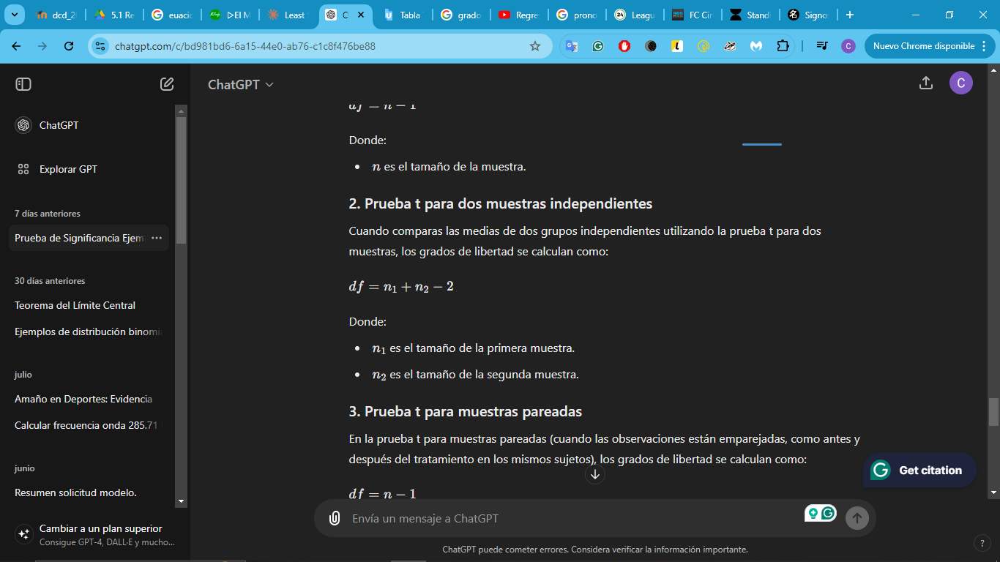 dcd_2
5.1 Re
euacio
▷El M
Least
C
Tabla
grado
Regre
prono
Leagu
FC Cir
Standi
Signo
chatgpt.com/c/bd981bd6-6a15-44e0-ab76-c1c8f476be88
C
Nuevo Chrome disponible
ChatGPT
C
ChatGPT
Explorar GPT
7 días anteriores
Prueba de Significancia Ejem
30 días anteriores
Teorema del Límite Central
Ejemplos de distribución binomi
julio
Amaño en Deportes: Evidencia
Calcular frecuencia onda 285.71
junio
Resumen solicitud modelo.
Cambiar a un plan superior
Consigue GPT-4, DALL·E y mucho...
df = n − 1
Donde:
• n es el tamaño de la muestra.
2. Prueba t para dos muestras independientes
Cuando comparas las medias de dos grupos independientes utilizando la prueba t para dos
muestras, los grados de libertad se calculan como:
df = n₁ + n₂ − 2
Donde:
• n₁ es el tamaño de la primera muestra.
• n₂ es el tamaño de la segunda muestra.
3. Prueba t para muestras pareadas
En la prueba t para muestras pareadas (cuando las observaciones están emparejadas, como antes y
después del tratamiento en los mismos sujetos), los grados de libertad se calculan como:
df = n − 1
Get citation
Envía un mensaje a ChatGPT
ChatGPT puede cometer errores. Considera verificar la información importante.
?